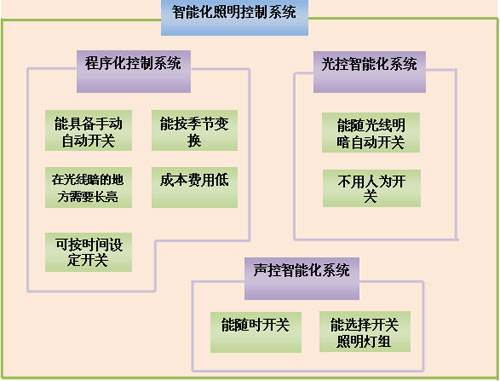 智能化照明控制系统
程序化控制系统
能具备手动
自动开关
能按季节变
换
在光线暗的地
方需要长亮
成本费用低
可按时间设
定开关
光控智能化系统
能随光线明
暗自动开关
不用人为开
关
声控智能化系统
能随时开关
能选择开关
照明灯组